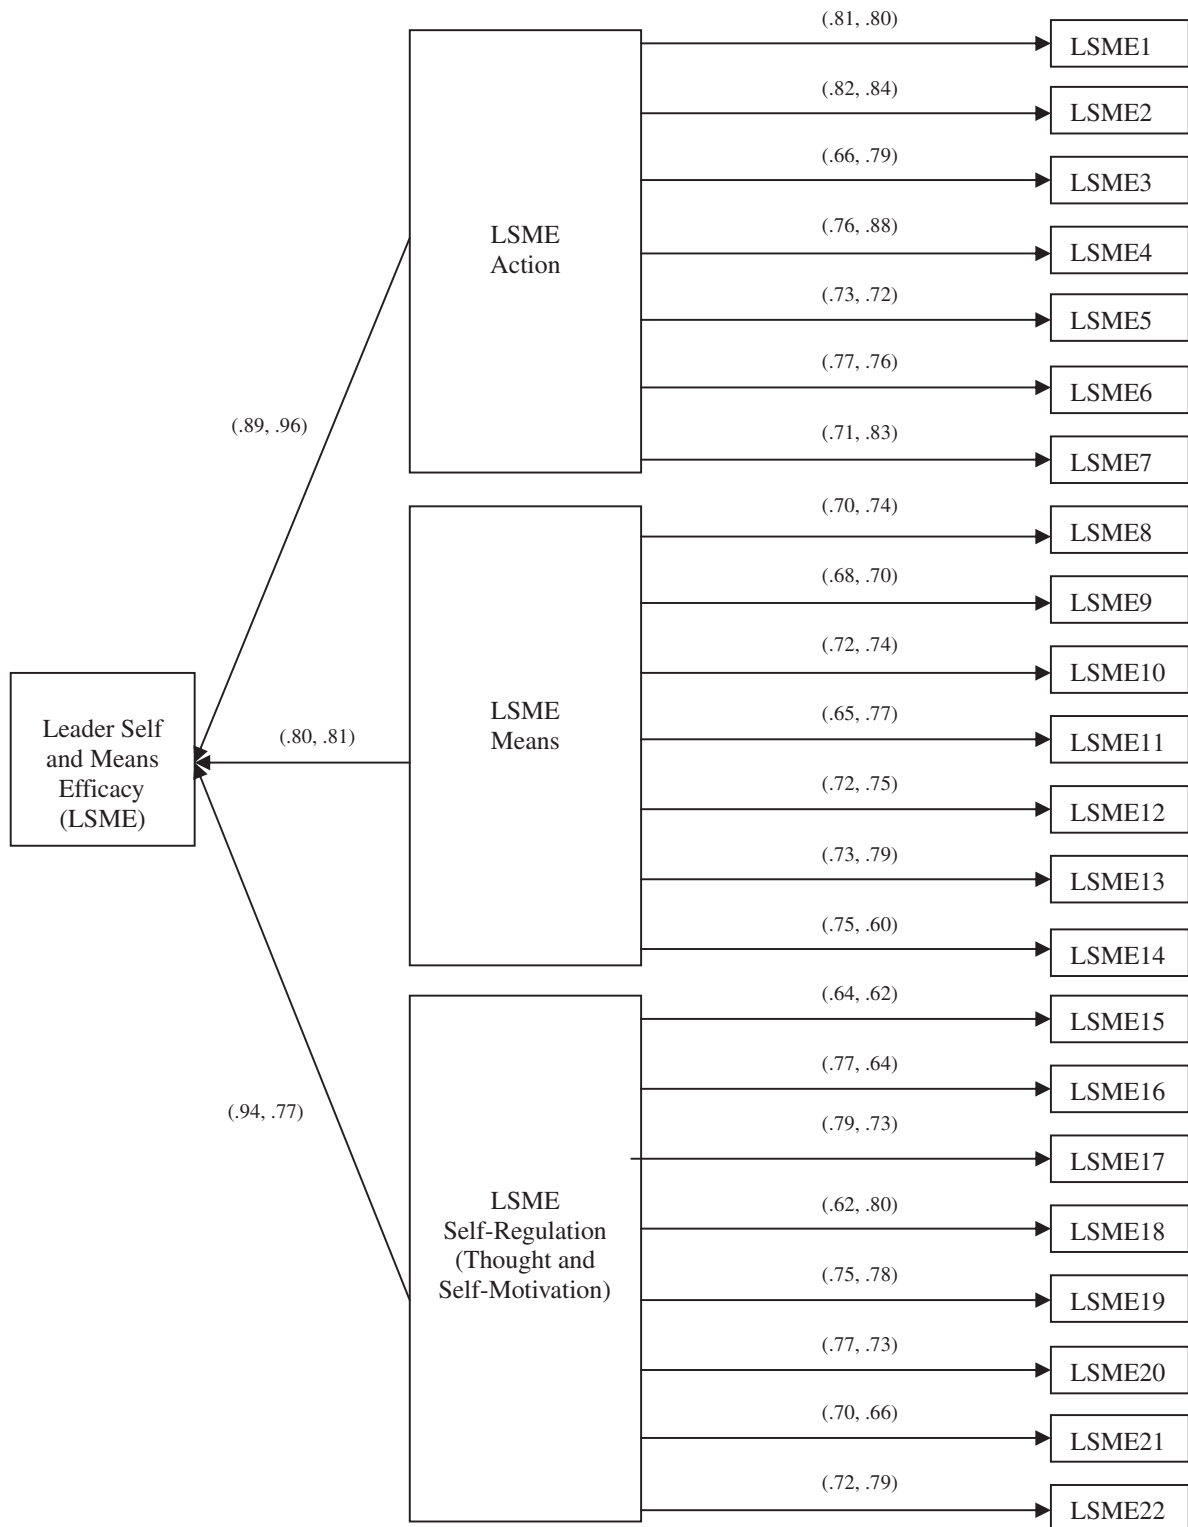 (.81, .80)
LSME1
(.82, .84)
LSME2
(.66, .79)
LSME3
(.76, .88)
LSME4
LSME
Action
(.73, .72)
LSME5
(.77, .76)
LSME6
(.89, .96)
(.71, .83)
LSME7
(.70, .74)
LSME8
(.68, .70)
LSME9
(.72, .74)
LSME10
LSME
Means
(.65, .77)
LSME11
Leader Self
and Means
Efficacy
(LSME)
(.80, .81)
(.72, .75)
LSME12
(.73, .79)
LSME13
(.75, .60)
LSME14
(.64, .62)
LSME15
(.77, .64)
LSME16
(.94, .77)
(.79, .73)
LSME17
LSME
Self-Regulation
(Thought and
Self-Motivation)
(.62, .80)
LSME18
(.75, .78)
LSME19
(.77, .73)
LSME20
(.70, .66)
LSME21
(.72, .79)
LSME22